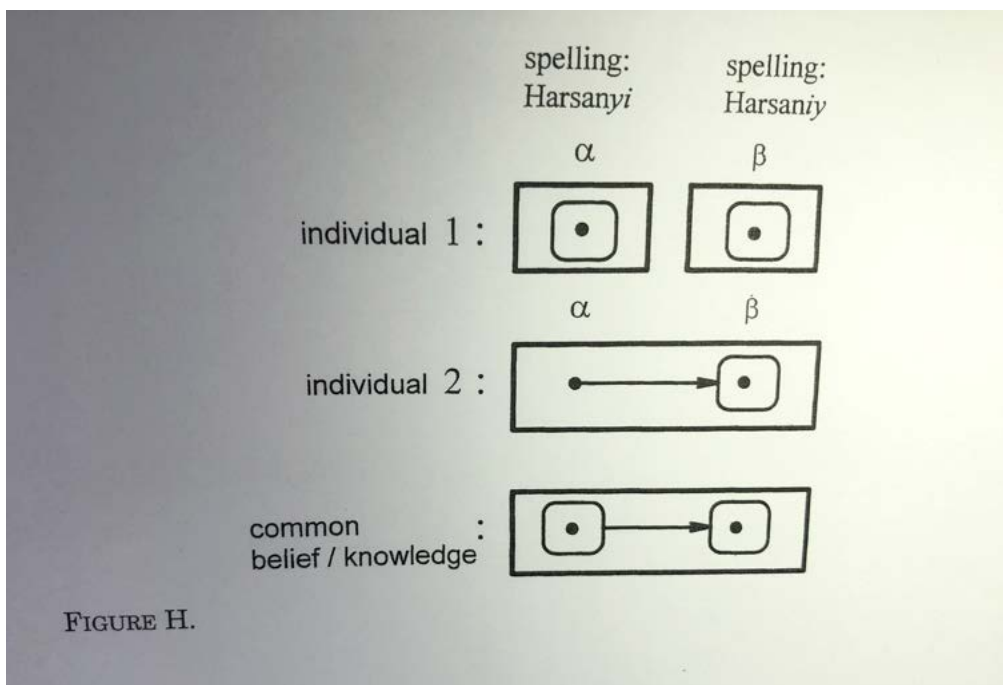 spelling: spelling:
Harsanyi Harsaniy
α β
individual 1 :
α β
individual 2 :
common :
belief / knowledge
FIGURE H.